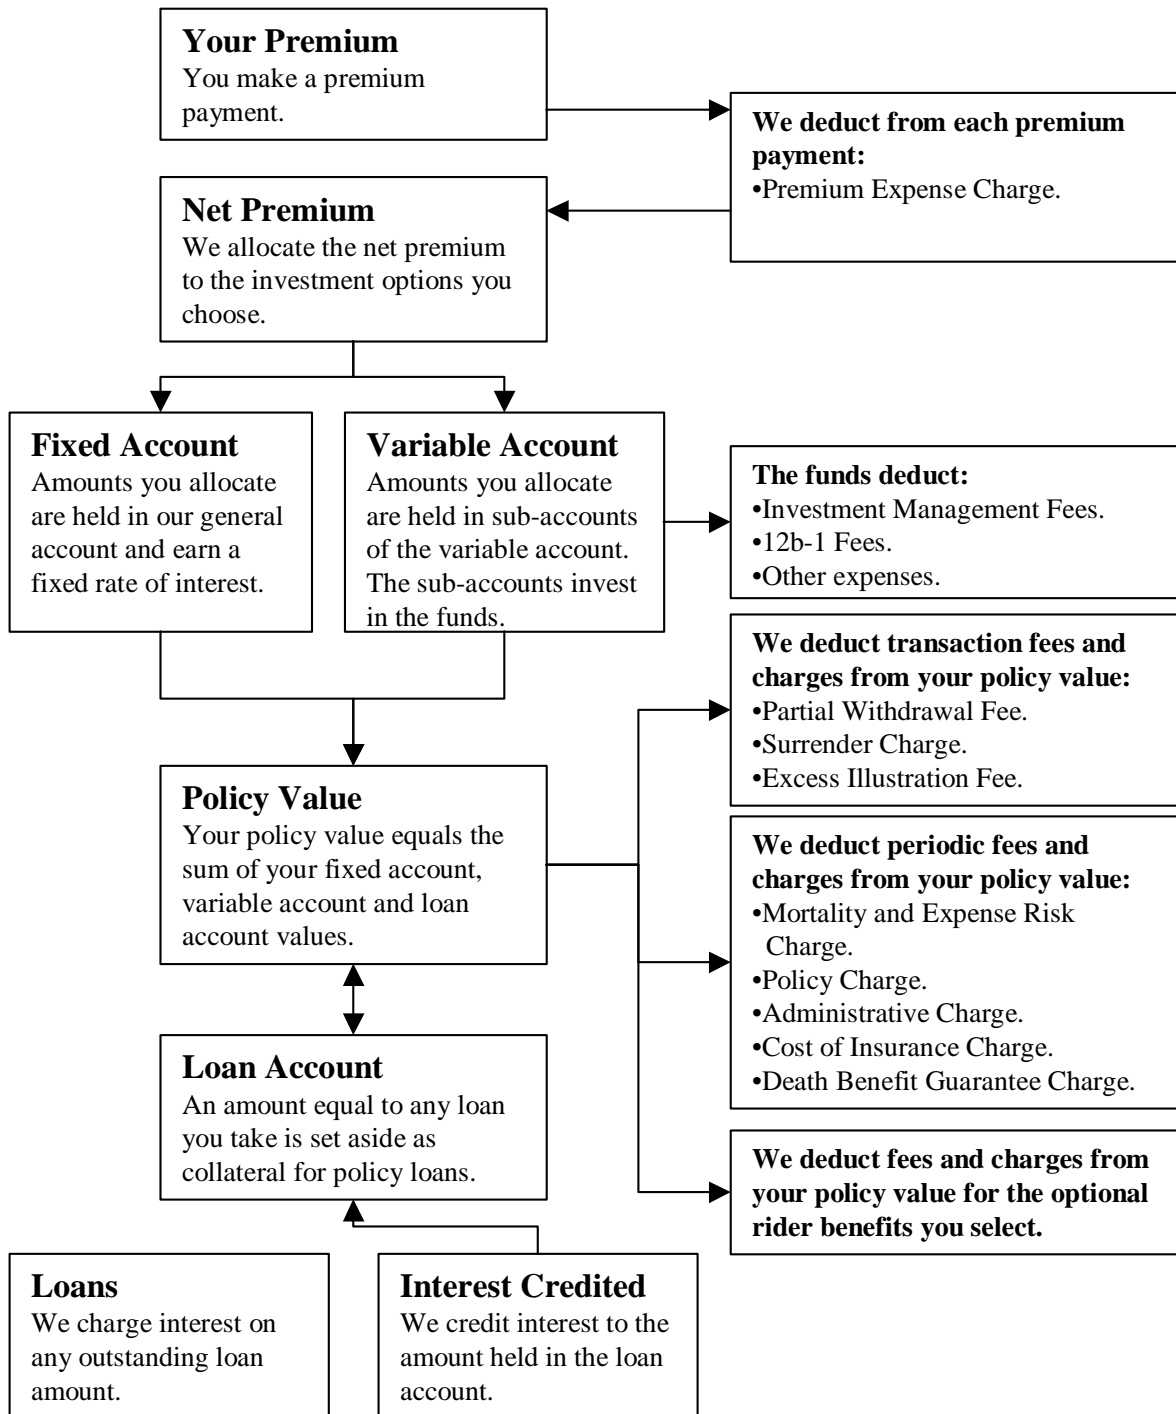 Your Premium
You make a premium
payment.
We deduct from each premium
payment:
•Premium Expense Charge.
Net Premium
We allocate the net premium
to the investment options you
choose.
Fixed Account
Amounts you allocate
are held in our general
account and earn a
fixed rate of interest.
Variable Account
Amounts you allocate
are held in sub-accounts
of the variable account.
The sub-accounts invest
in the funds.
The funds deduct:
•Investment Management Fees.
•12b-1 Fees.
•Other expenses.
We deduct transaction fees and
charges from your policy value:
•Partial Withdrawal Fee.
•Surrender Charge.
•Excess Illustration Fee.
Policy Value
Your policy value equals the
sum of your fixed account,
variable account and loan
account values.
We deduct periodic fees and
charges from your policy value:
•Mortality and Expense Risk
Charge.
•Policy Charge.
•Administrative Charge.
•Cost of Insurance Charge.
•Death Benefit Guarantee Charge.
Loan Account
An amount equal to any loan
you take is set aside as
collateral for policy loans.
We deduct fees and charges from
your policy value for the optional
rider benefits you select.
Loans
We charge interest on
any outstanding loan
amount.
Interest Credited
We credit interest to the
amount held in the loan
account.